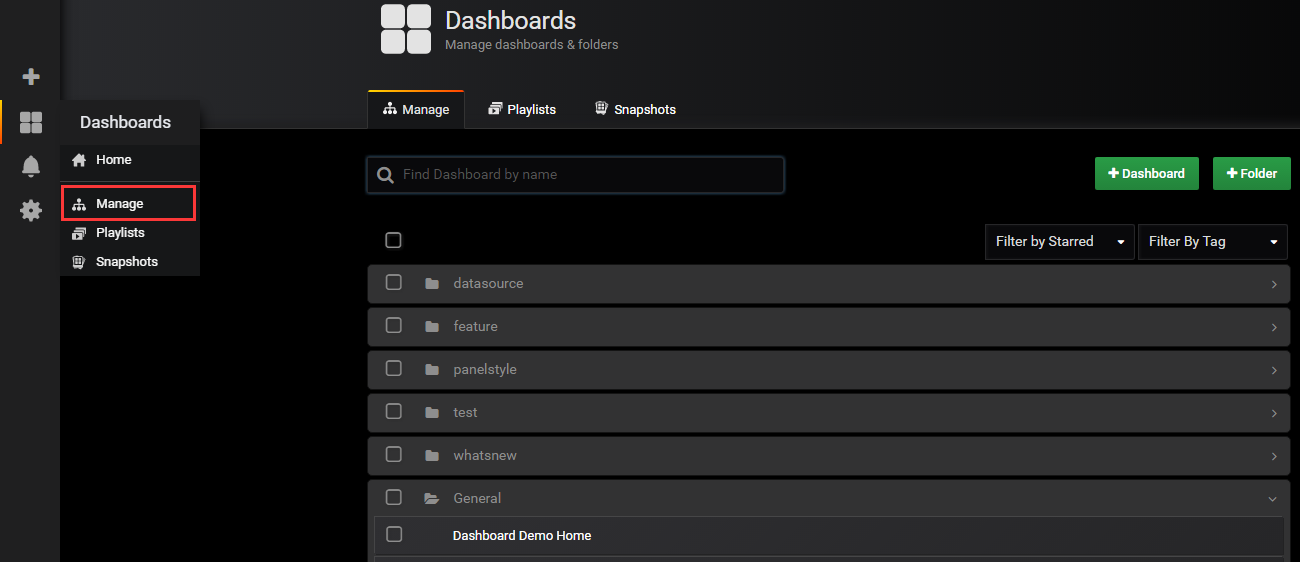 Dashboards
Manage dashboards & folders
Manage
Playlists
Snapshots
Dashboards
Home
Manage
Playlists
Snapshots
Find Dashboard by name
Dashboard
Folder
Filter by Starred
Filter By Tag
datasource
feature
panelstyle
test
whatsnew
General
Dashboard Demo Home